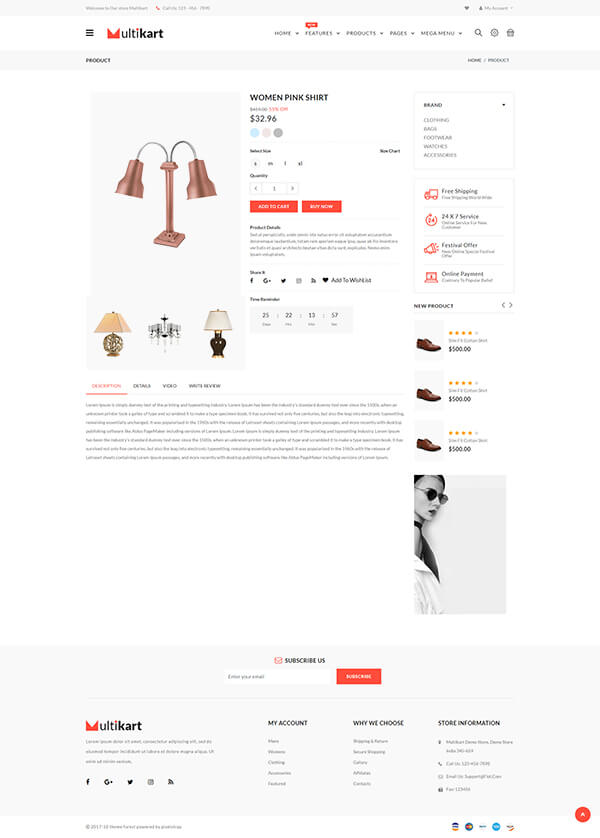 Welcome to Our store Multikart
Call Us: 123 - 456 - 7890
My Account
Multikart
HOME
NEW
FEATURES
PRODUCTS
PAGES
MEGA MENU
PRODUCT
HOME / PRODUCT
WOMEN PINK SHIRT
$459.00 55% Off
$32.96
Select Size
Size Chart
s m l xl
Quantity
1
ADD TO CART
BUY NOW
Product Details
Sed ut perspiciatis, unde omnis iste natus error sit voluptatem accusantium
doloremque laudantium, totam rem aperiam eaque ipsa, quae ab illo inventore
veritatis et quasi architecto beatae vitae dicta sunt, explicabo. Nemo enim
ipsam voluptatem,
Share It
Add To WishList
Time Reminder
25 : 22 : 13 : 57
Days Hrs Min Sec
BRAND
CLOTHING
BAGS
FOOTWEAR
WATCHES
ACCESSORIES
Free Shipping
Free Shipping World Wide
24 X 7 Service
Online Service For New
Customer
Festival Offer
New Online Special Festival
Offer
Online Payment
Contrary To Popular Belief.
NEW PRODUCT
Slim Fit Cotton Shirt
$500.00
Slim Fit Cotton Shirt
$500.00
Slim Fit Cotton Shirt
$500.00
DESCRIPTION
DETAILS
VIDEO
WRITE REVIEW
Lorem Ipsum is simply dummy text of the printing and typesetting industry. Lorem Ipsum has been the industry's standard dummy text ever since the 1500s, when an
unknown printer took a galley of type and scrambled it to make a type specimen book. It has survived not only five centuries, but also the leap into electronic typesetting,
remaining essentially unchanged. It was popularised in the 1960s with the release of Letraset sheets containing Lorem Ipsum passages, and more recently with desktop
publishing software like Aldus PageMaker including versions of Lorem Ipsum. Lorem Ipsum is simply dummy text of the printing and typesetting industry. Lorem Ipsum
has been the industry's standard dummy text ever since the 1500s, when an unknown printer took a galley of type and scrambled it to make a type specimen book. It has
survived not only five centuries, but also the leap into electronic typesetting, remaining essentially unchanged. It was popularised in the 1960s with the release of
Letraset sheets containing Lorem Ipsum passages, and more recently with desktop publishing software like Aldus PageMaker including versions of Lorem Ipsum.
SUBSCRIBE US
Enter your email
SUBSCRIBE
Multikart
Lorem ipsum dolor sit amet, consectetur adipiscing elit, sed do
eiusmod tempor incididunt ut labore et dolore magna aliqua. Ut
enim ad minim veniam,
MY ACCOUNT
Mens
Womens
Clothing
Accessories
Featured
WHY WE CHOOSE
Shipping & Return
Secure Shopping
Gallary
Affiliates
Contacts
STORE INFORMATION
Multikart Demo Store, Demo Store
India 345-659
Call Us: 123-456-7898
Email Us: Support@Fiot.Com
Fax: 123456
© 2017-18 theme forest powered by pixelstrap